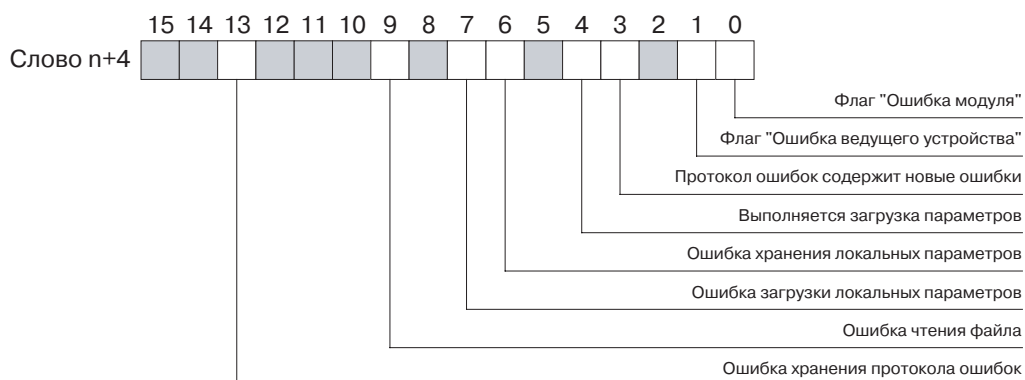 15 14 13 12 11 10 9 8 7 6 5 4 3 2 1 0
Слово n+4
Флаг "Ошибка модуля"
Флаг "Ошибка ведущего устройства"
Протокол ошибок содержит новые ошибки
Выполняется загрузка параметров
Ошибка хранения локальных параметров
Ошибка загрузки локальных параметров
Ошибка чтения файла
Ошибка хранения протокола ошибок